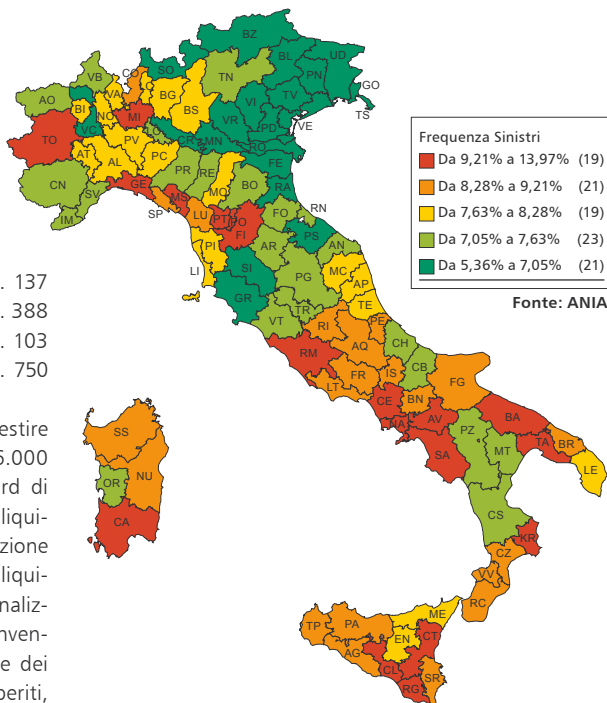 BZ
BL
UD
SO
TN
PN
VB
CO
LC
AO
VA
BG
BS
VI
TV
GO
TS
BI
NO
MI
VR
PD
VE
TO
VC
LO
CR
MN
RO
AT
AL
PV
PC
FE
CN
SV
GE
PR
RE
MO
BO
RA
IM
SP
MS
LU
PT
PO
FI
FO
RN
PS
AN
LI
PI
AR
SI
GR
PG
MC
AP
TE
VT
TR
RI
PE
RM
AQ
CH
LT
FR
IS
CB
FG
CE
BN
NA
AV
BA
SA
PZ
MT
TA
BR
LE
CS
KR
CZ
VV
RC
SS
OR
NU
CA
ME
TP
PA
EN
CT
AG
CL
RG
SR
Frequenza Sinistri
Da 9,21% a 13,97% (19)
Da 8,28% a 9,21% (21)
Da 7,63% a 8,28% (19)
Da 7,05% a 7,63% (23)
Da 5,36% a 7,05% (21)
Fonte: ANIA
. 137
. 388
. 103
. 750
estire
5.000
rd di
liqui-
zione
liqui-
naliz-
nven-
e dei
periti,